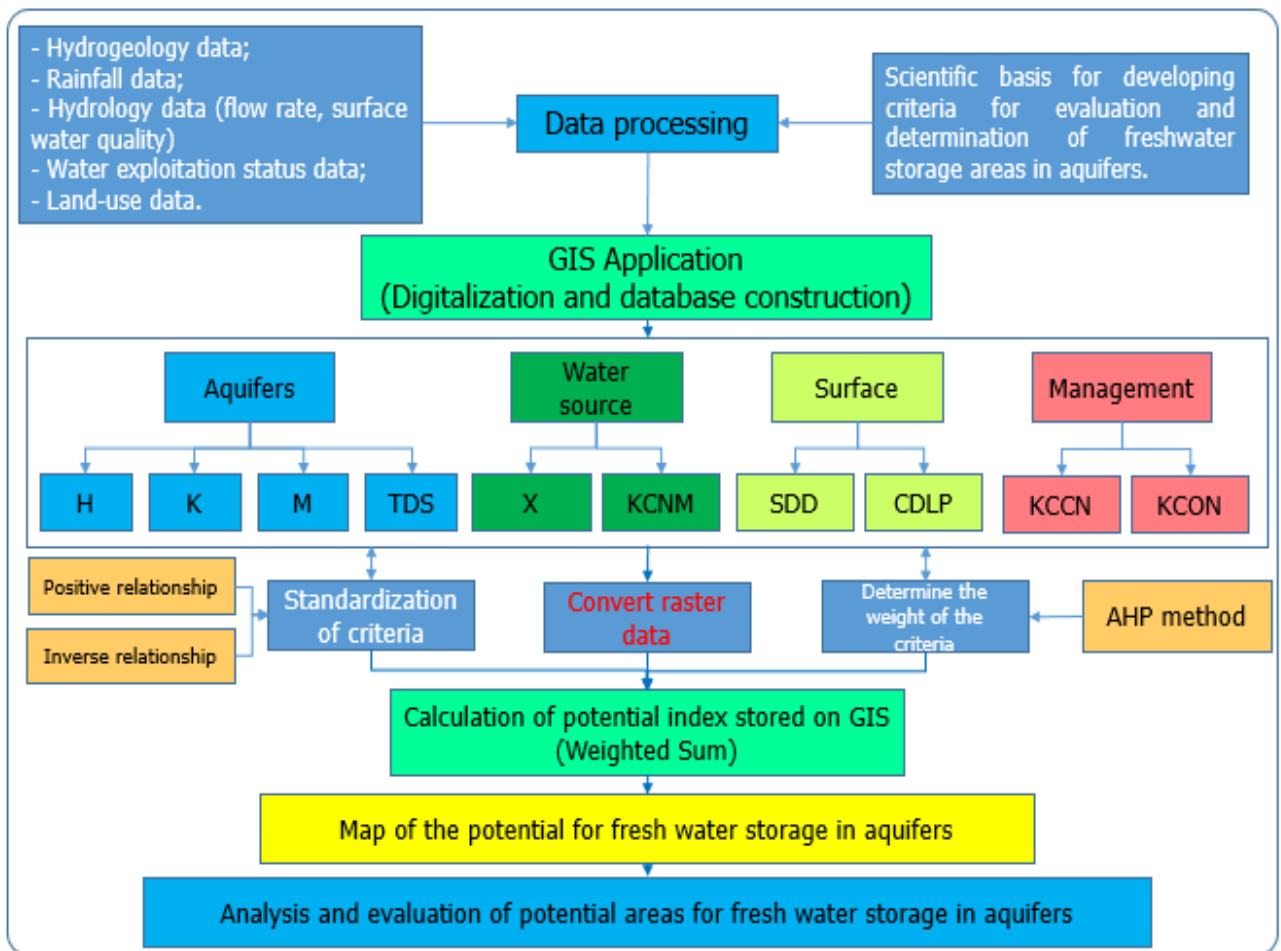 - Hydrogeology data;
- Rainfall data;
- Hydrology data (flow rate, surface
water quality)
- Water exploitation status data;
- Land-use data.
Data processing
Scientific basis for developing
criteria for evaluation and
determination of freshwater
storage areas in aquifers.
GIS Application
(Digitalization and database construction)
Aquifers
Water
source
Surface
Management
H
K
M
TDS
X
KCNM
SDD
CDLP
KCCN
KCON
Positive relationship
Inverse relationship
Standardization
of criteria
Convert raster
data
Determine the
weight of the
criteria
AHP method
Calculation of potential index stored on GIS
(Weighted Sum)
Map of the potential for fresh water storage in aquifers
Analysis and evaluation of potential areas for fresh water storage in aquifers